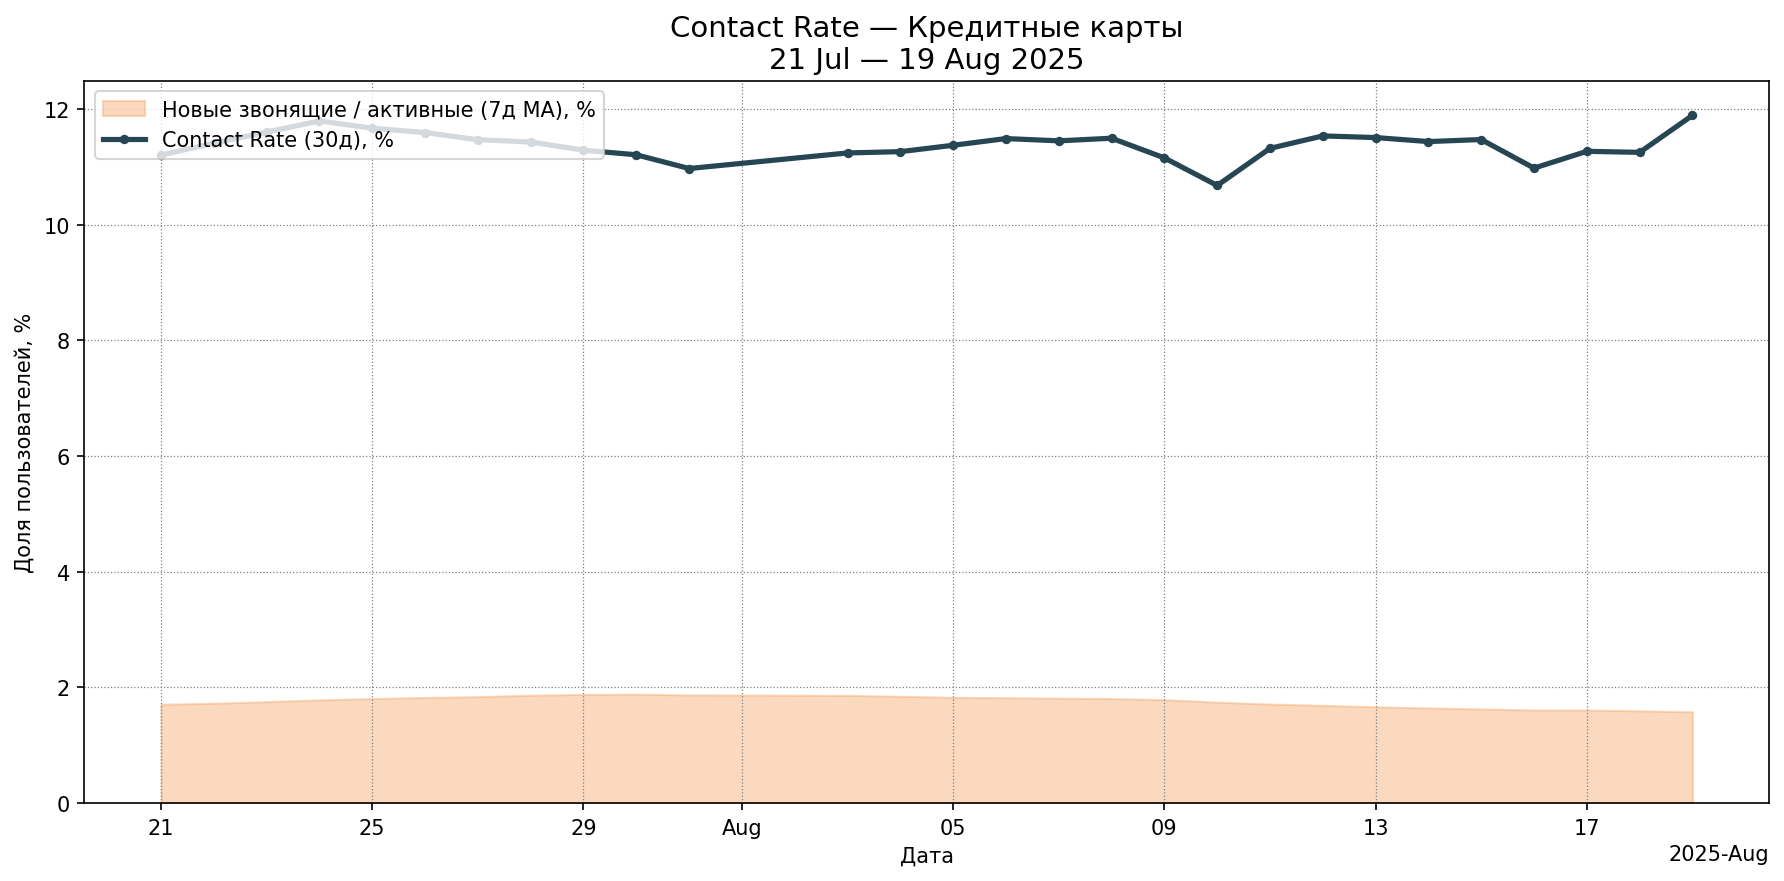 Contact Rate — Кредитные карты
21 Jul — 19 Aug 2025
Новые звонящие / активные (7д MA), %
Contact Rate (30д), %
Доля пользователей, %
12
10
8
6
4
2
0
21 25 29 Aug 05 09 13 17
Дата
2025-Aug